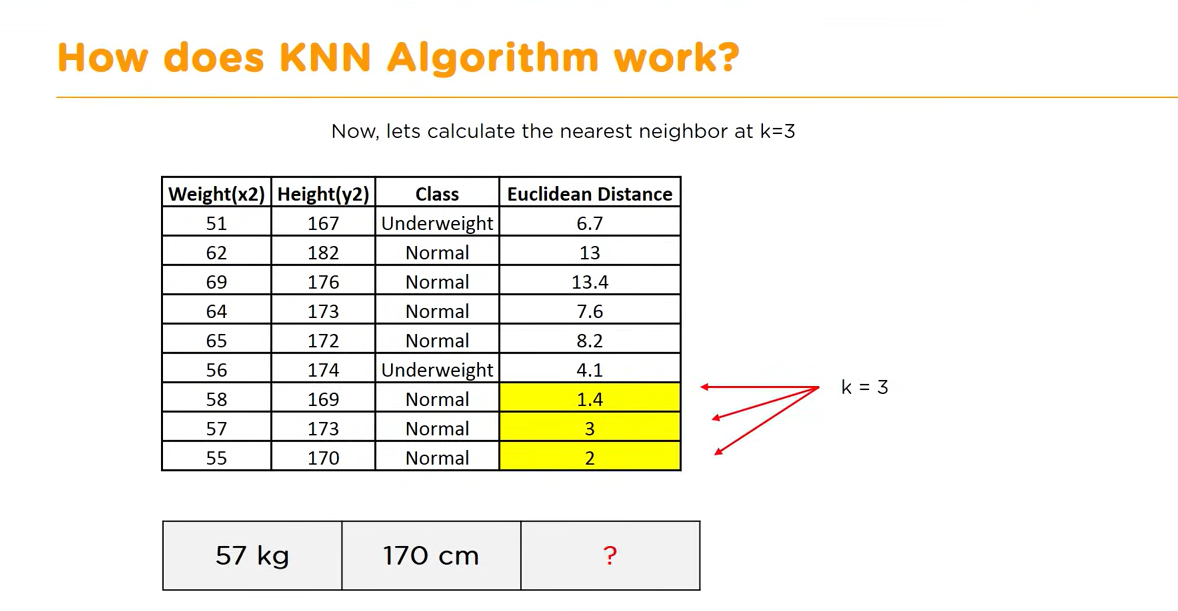 How does KNN Algorithm work?
Now, lets calculate the nearest neighbor at k=3
Weight(x2) Height(y2) Class Euclidean Distance
51 167 Underweight 6.7
62 182 Normal 13
69 176 Normal 13.4
64 173 Normal 7.6
65 172 Normal 8.2
56 174 Underweight 4.1
58 169 Normal 1.4
57 173 Normal 3
55 170 Normal 2
k = 3
57 kg 170 cm ?